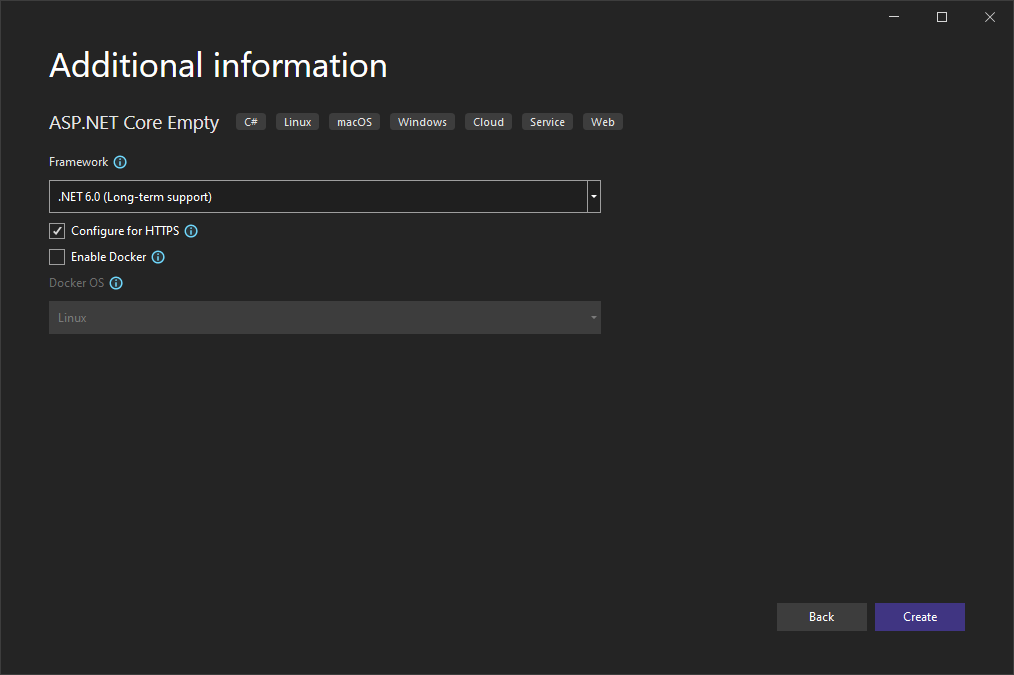 Additional information
ASP.NET Core Empty C# Linux macOS Windows Cloud Service Web
Framework
.NET 6.0 (Long-term support)
Configure for HTTPS
Enable Docker
Docker OS
Linux
Back Create